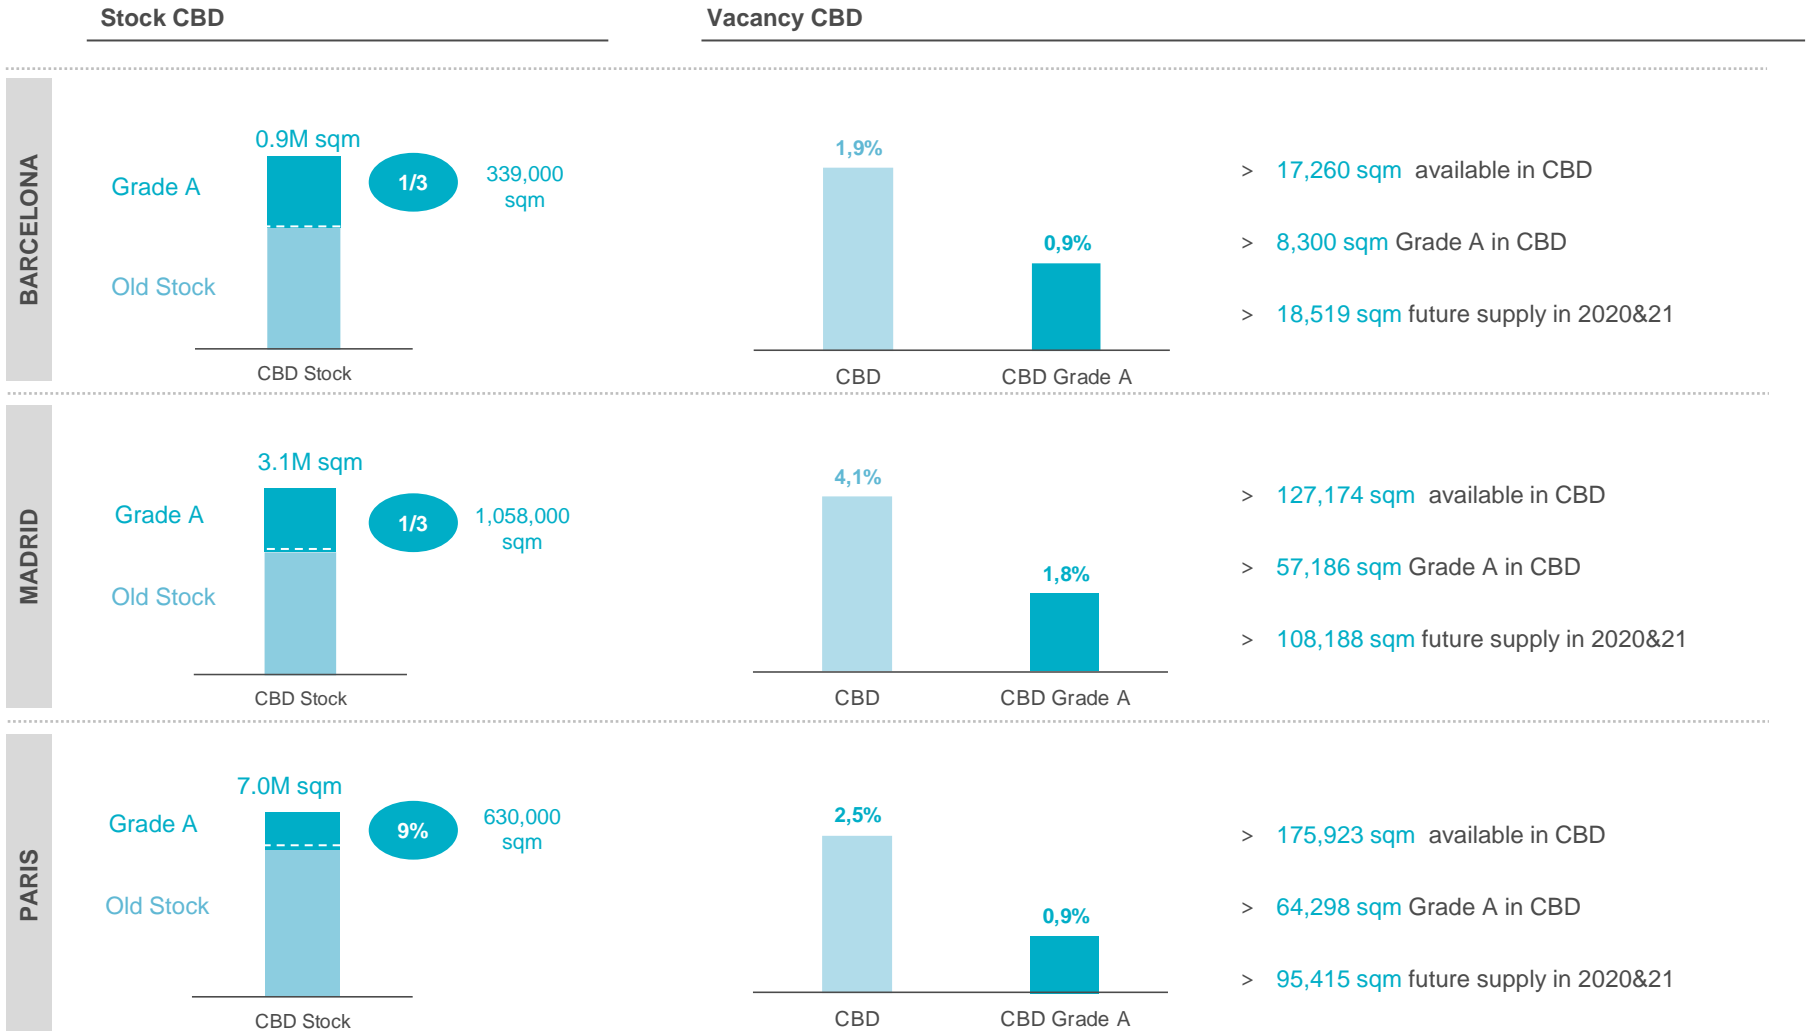 Stock CBD
Vacancy CBD
BARCELONA
0.9M sqm
Grade A
1/3
339,000
sqm
Old Stock
CBD Stock
1,9%
0,9%
CBD
CBD Grade A
> 17,260 sqm available in CBD
> 8,300 sqm Grade A in CBD
> 18,519 sqm future supply in 2020&21
MADRID
3.1M sqm
Grade A
1/3
1,058,000
sqm
Old Stock
CBD Stock
4,1%
1,8%
CBD
CBD Grade A
> 127,174 sqm available in CBD
> 57,186 sqm Grade A in CBD
> 108,188 sqm future supply in 2020&21
PARIS
7.0M sqm
Grade A
9%
630,000
sqm
Old Stock
CBD Stock
2,5%
0,9%
CBD
CBD Grade A
> 175,923 sqm available in CBD
> 64,298 sqm Grade A in CBD
> 95,415 sqm future supply in 2020&21